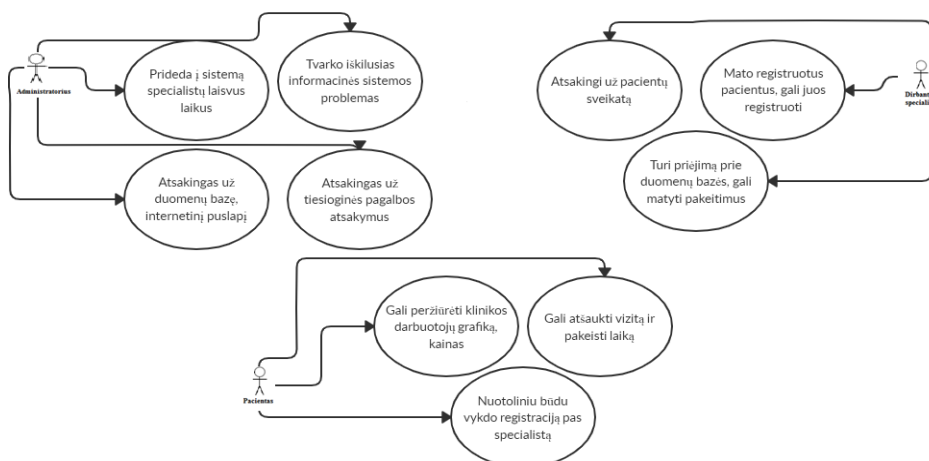 Administratorius
Prideda į sistemą
specialistų laisvus
laikus
Tvarko iškilusias
informacinės sistemos
problemas
Atsakingas už
duomenų bazę,
internetinį puslapį
Atsakingas už
tiesioginės pagalbos
atsakymus
Atsakingi už pacientų
sveikatą
Mato registruotus
pacientus, gali juos
registruoti
Turi priėjimą prie
duomenų bazės, gali
matyti pakeitimus
Pacientas
Gali peržiūrėti klinikos
darbuotojų grafiką,
kainas
Gali atšaukti vizitą ir
pakeisti laiką
Nuotoliniu būdu
vykdo registraciją pas
specialistą